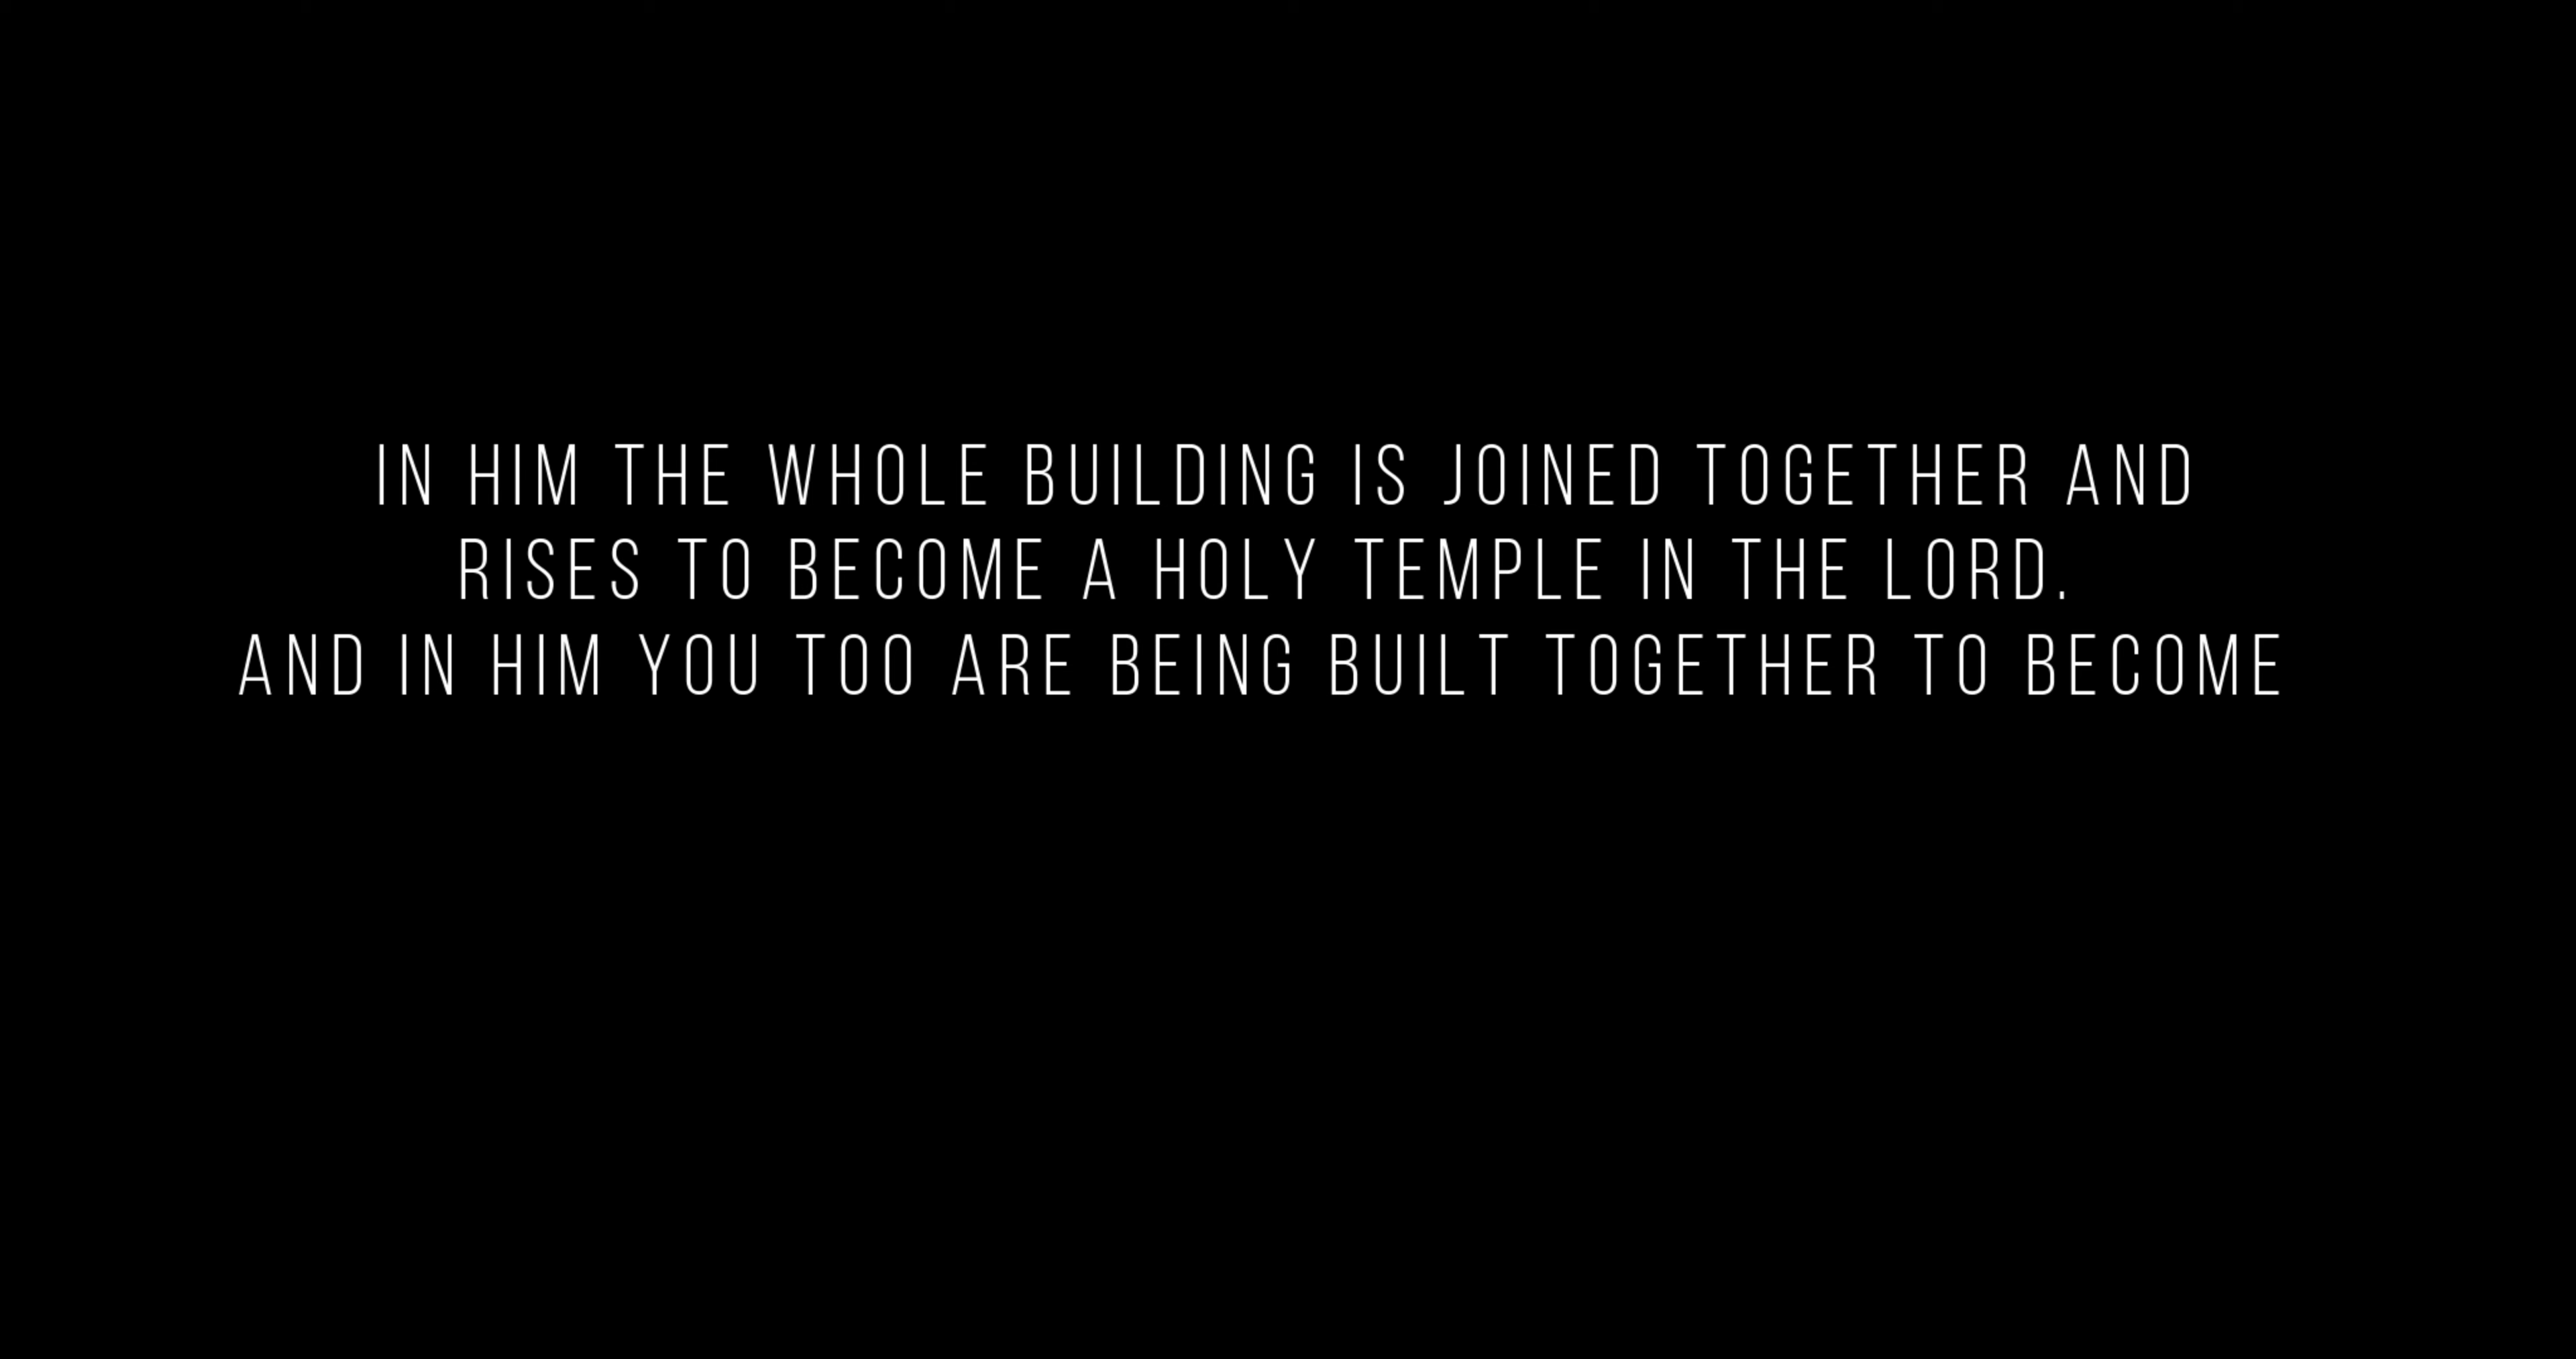 IN HIM THE WHOLE BUILDING IS JOINED TOGETHER AND
RISES TO BECOME A HOLY TEMPLE IN THE LORD.
AND IN HIM YOU TOO ARE BEING BUILT TOGETHER TO BECOME